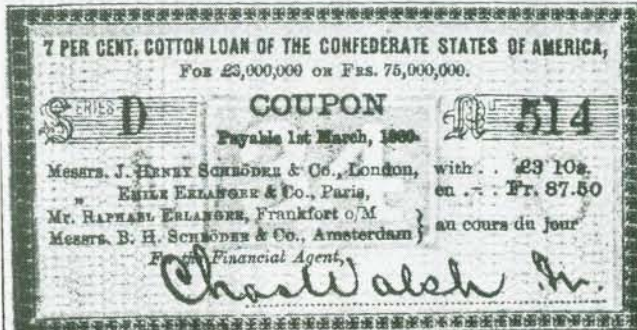 7 PER CENT. COTTON LOAN OF THE CONFEDERATE STATES OF AMERICA,
FOR £3,000,000 OR FRS. 75,000,000.
SERIES D COUPON No 514
Payable 1st March,
MESSRS. J. HENRY SCHRÖDER & Co., London, with . . £3 10s.
„ EMILE ERLANGER & Co., Paris, en . - . Fr. 87.50
Mr. RAPHAEL ERLANGER, Frankfort o/M
MESSRS. B. H. SCHRÖDER & Co., Amsterdam } au cours du jour
For the Financial Agent,
Chas Walsh Jr.